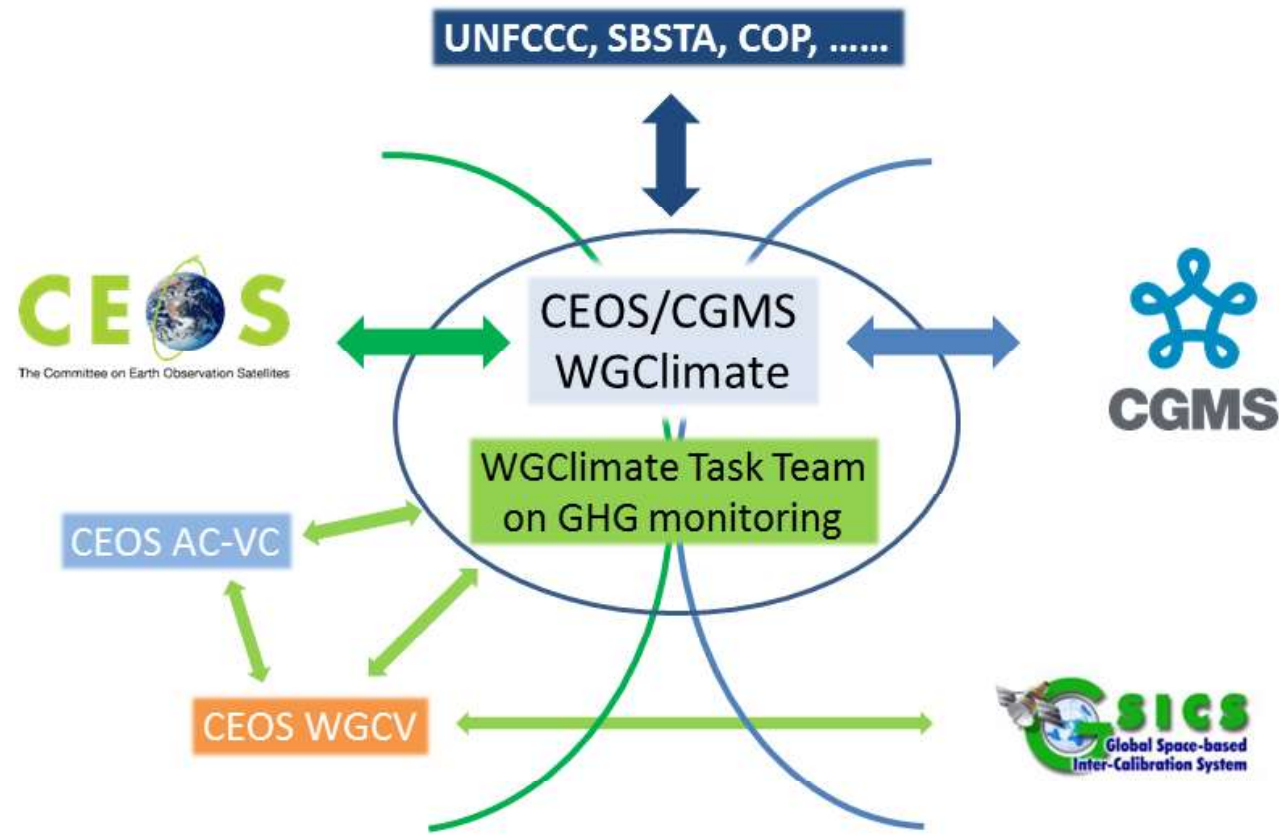 UNFCCC, SBSTA, COP, ......
CEOS
The Committee on Earth Observation Satellites
CEOS/CGMS
WGClimate
CGMS
WGClimate Task Team
on GHG monitoring
CEOS AC-VC
CEOS WGCV
GSICS
Global Space-based
Inter-Calibration System